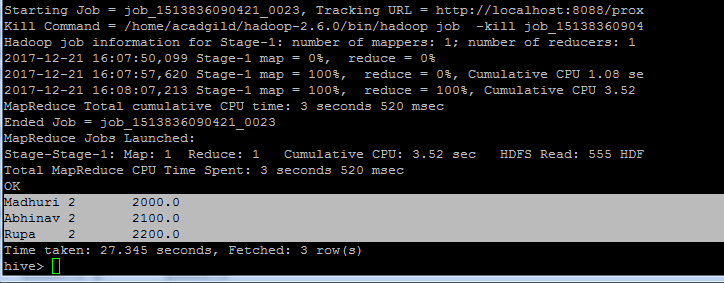 Starting Job = job_1513836090421_0023, Tracking URL = http://localhost:8088/prox
Kill Command = /home/acadgild/hadoop-2.6.0/bin/hadoop job  -kill job_15138360904
Hadoop job information for Stage-1: number of mappers: 1; number of reducers: 1
2017-12-21 16:07:50,099 Stage-1 map = 0%,  reduce = 0%
2017-12-21 16:07:57,620 Stage-1 map = 100%,  reduce = 0%, Cumulative CPU 1.08 se
2017-12-21 16:08:07,213 Stage-1 map = 100%,  reduce = 100%, Cumulative CPU 3.52
MapReduce Total cumulative CPU time: 3 seconds 520 msec
Ended Job = job_1513836090421_0023
MapReduce Jobs Launched:
Stage-Stage-1: Map: 1  Reduce: 1   Cumulative CPU: 3.52 sec   HDFS Read: 555 HDF
Total MapReduce CPU Time Spent: 3 seconds 520 msec
OK
Madhuri 2       2000.0
Abhinav 2       2100.0
Rupa    2       2200.0
Time taken: 27.345 seconds, Fetched: 3 row(s)
hive>